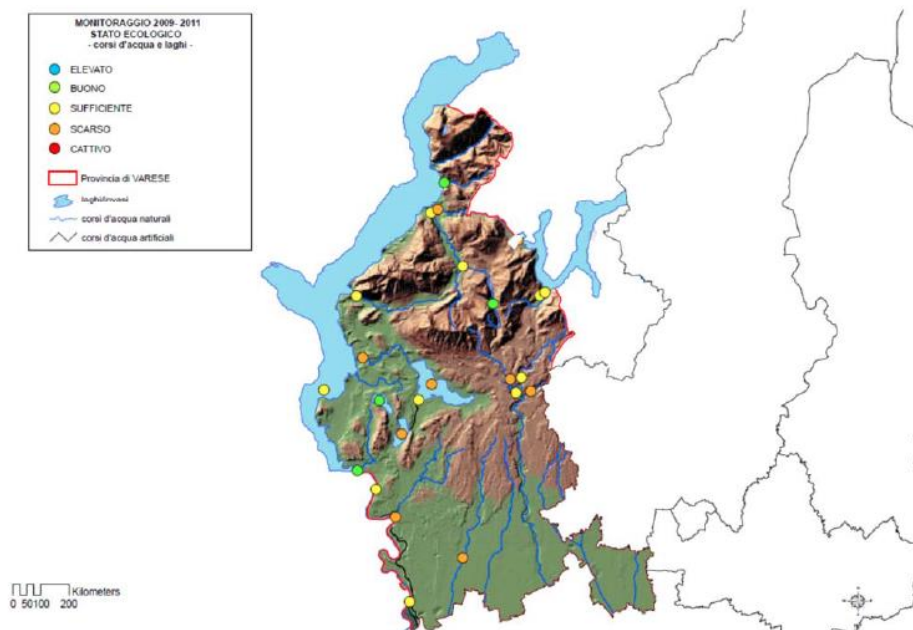 MONITORAGGIO 2009- 2011
STATO ECOLOGICO
- corsi d'acqua e laghi -
ELEVATO
BUONO
SUFFICIENTE
SCARSO
CATTIVO
Provincia di VARESE
corsi d'acqua naturali
corsi d'acqua artificiali
Kilometers
0 50100 200